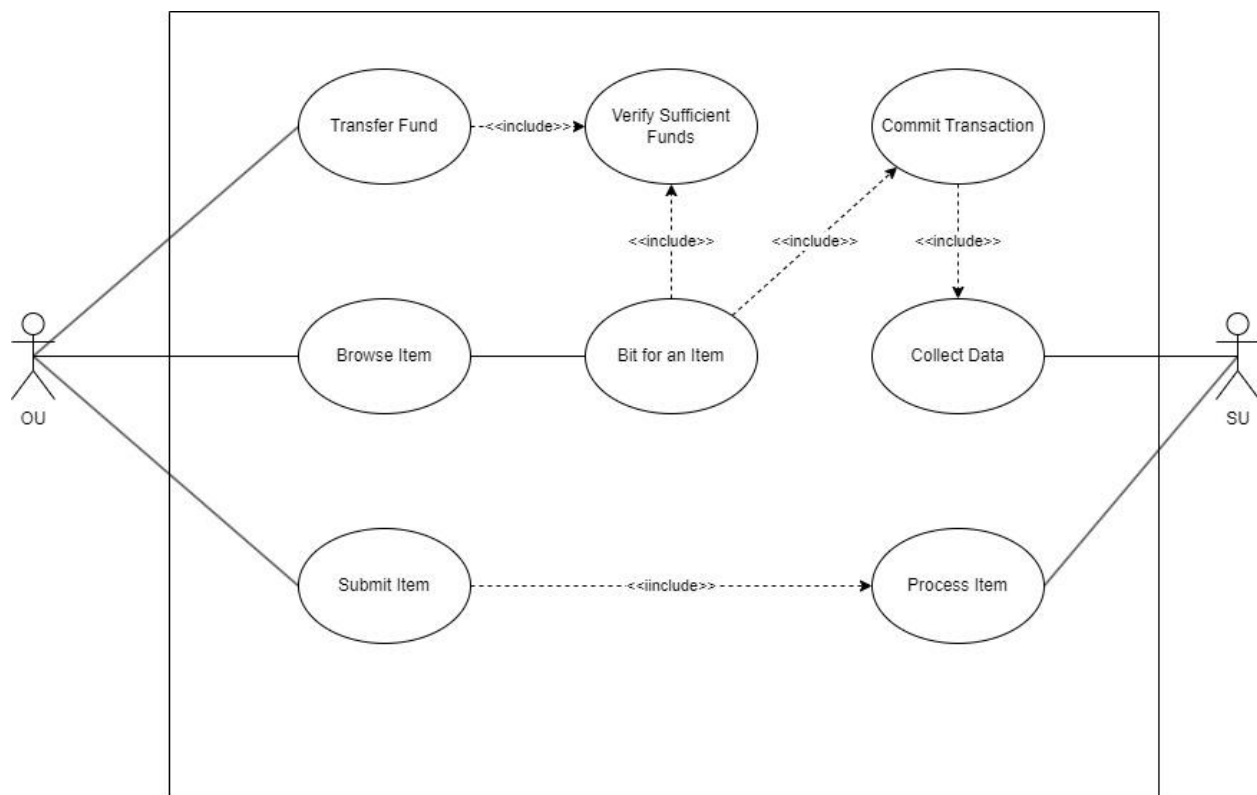 Transfer Fund
<<include>>
Verify Sufficient
Funds
Commit Transaction
<<include>>
<<include>>
<<include>>
OU
Browse Item
Bit for an Item
Collect Data
SU
Submit Item
<<iinclude>>
Process Item